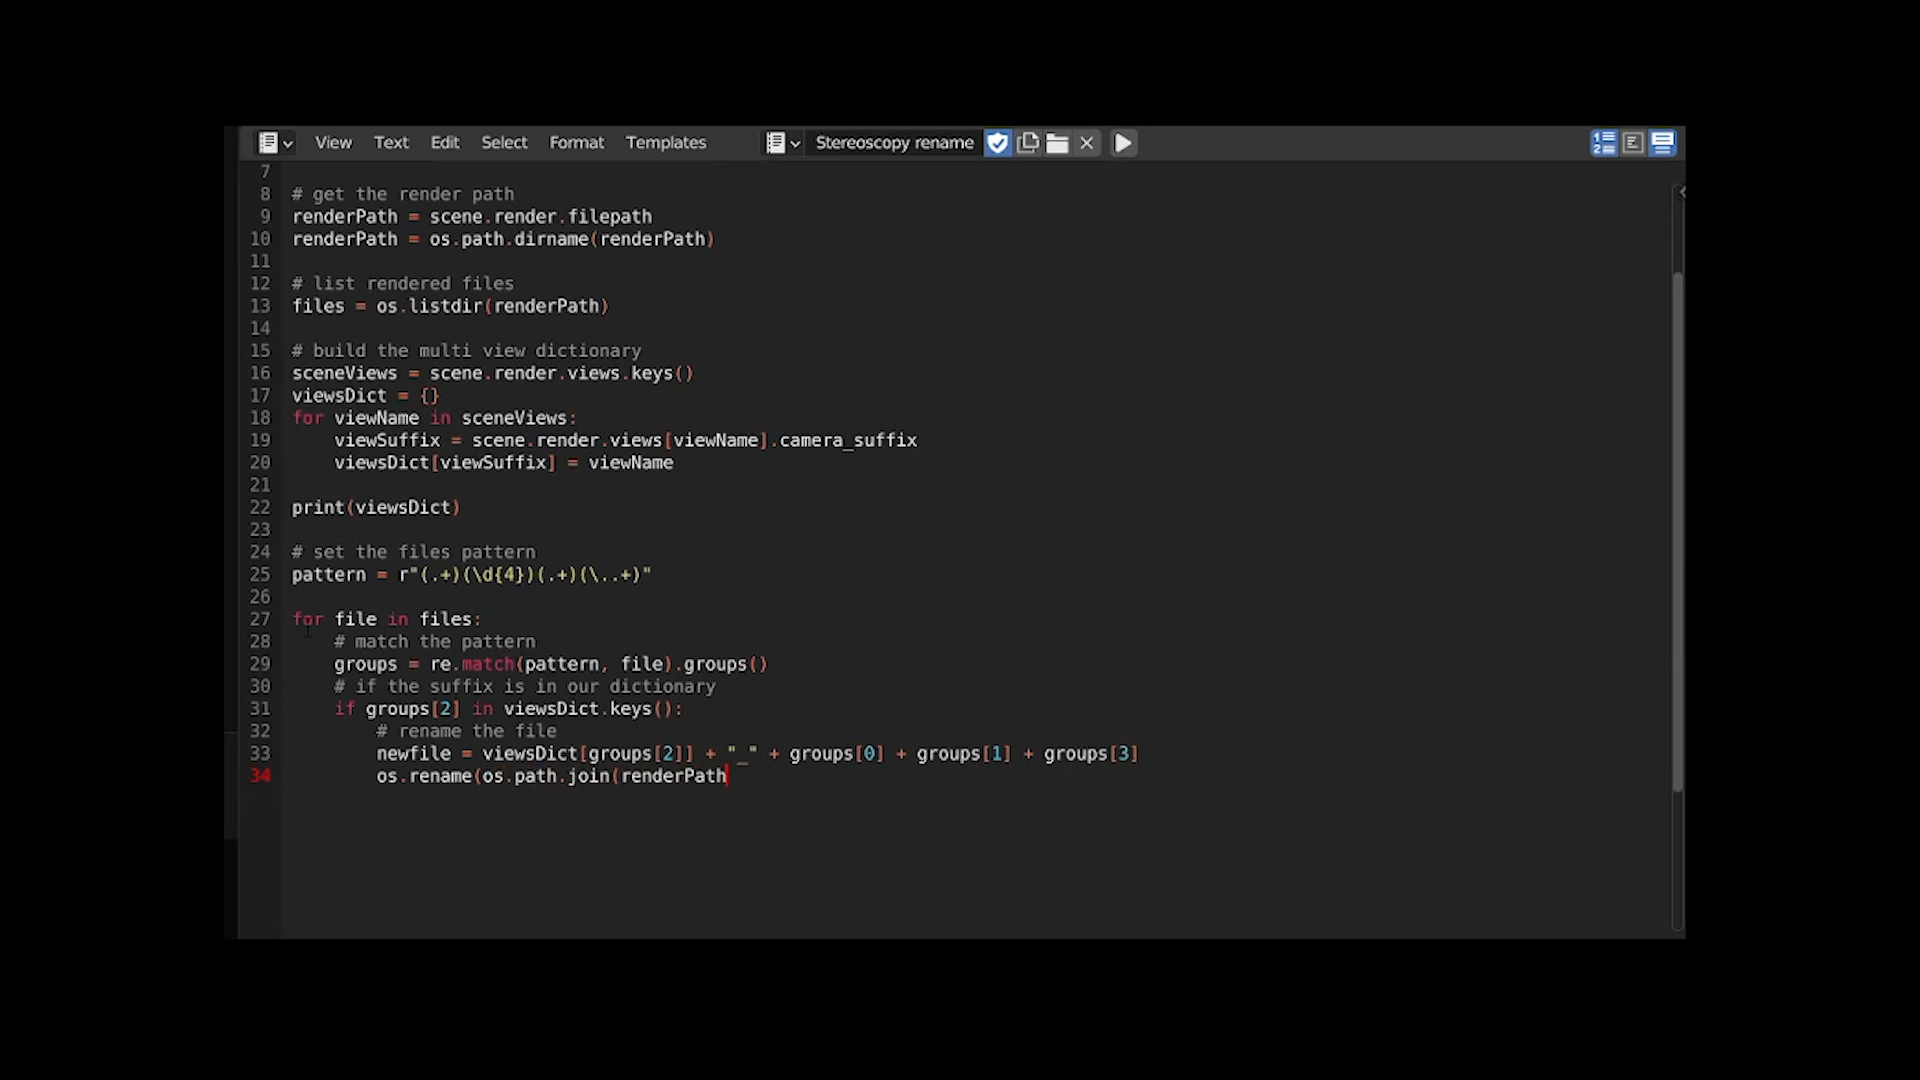 View Text Edit Select Format Templates Stereoscopy rename
7
8 # get the render path
9 renderPath = scene.render.filepath
10 renderPath = os.path.dirname(renderPath)
11
12 # list rendered files
13 files = os.listdir(renderPath)
14
15 # build the multi view dictionary
16 sceneViews = scene.render.views.keys()
17 viewsDict = {}
18 for viewName in sceneViews:
19     viewSuffix = scene.render.views[viewName].camera_suffix
20     viewsDict[viewSuffix] = viewName
21
22 print(viewsDict)
23
24 # set the files pattern
25 pattern = r"(.+)(\d{4})(.+)(\..+)"
26
27 for file in files:
28     # match the pattern
29     groups = re.match(pattern, file).groups()
30     # if the suffix is in our dictionary
31     if groups[2] in viewsDict.keys():
32         # rename the file
33         newfile = viewsDict[groups[2]] + "_" + groups[0] + groups[1] + groups[3]
34         os.rename(os.path.join(renderPath